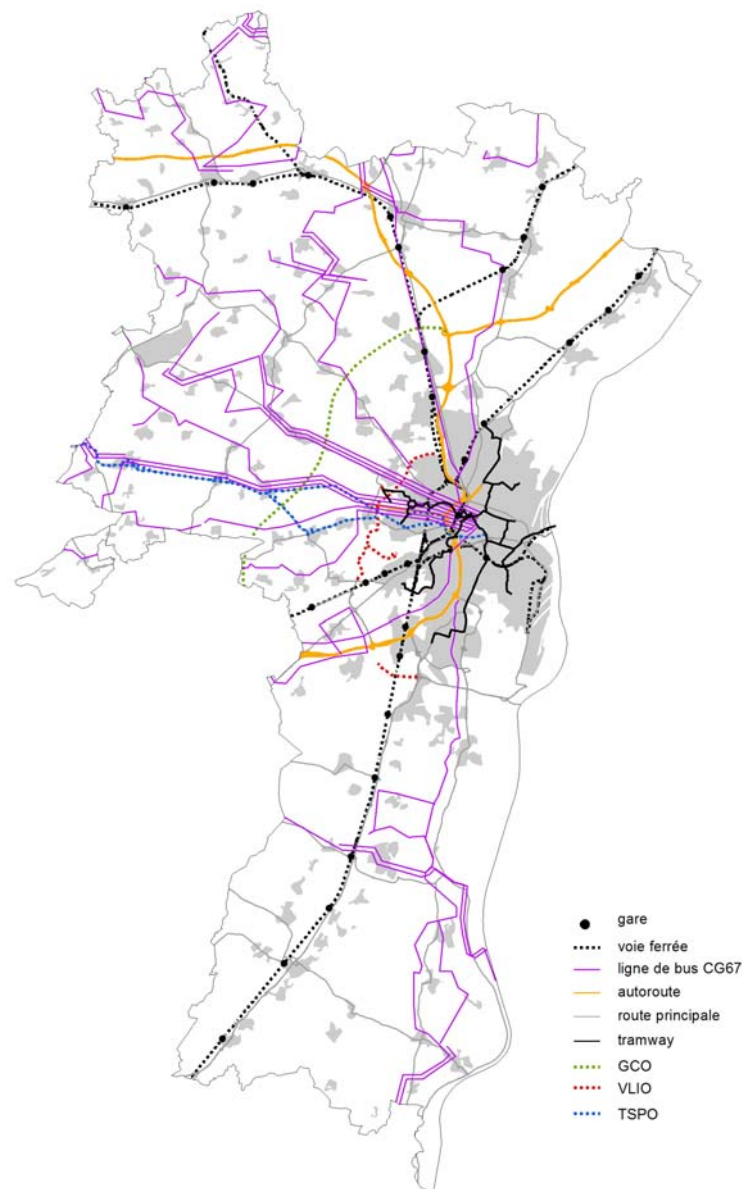 gare
voie ferrée
ligne de bus CG67
autoroute
route principale
tramway
GCO
VLIO
TSPO